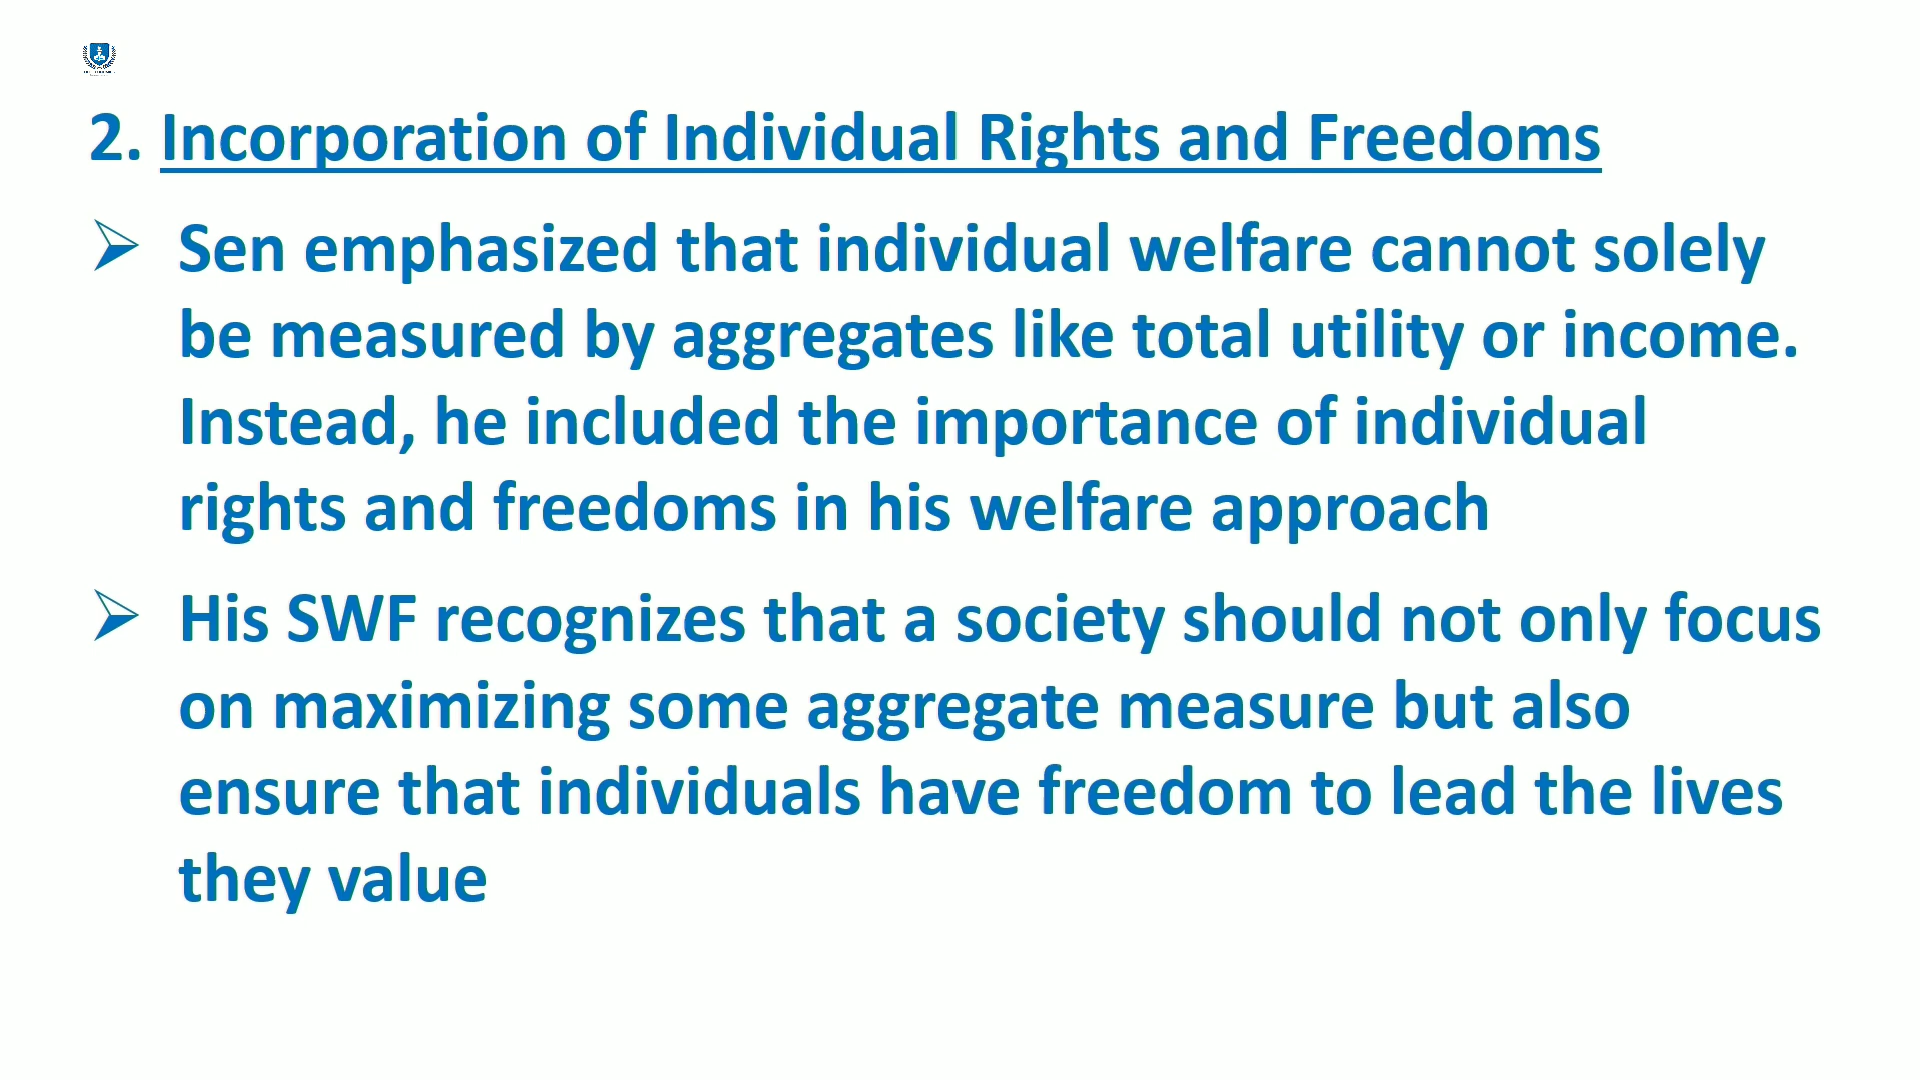 2. Incorporation of Individual Rights and Freedoms
Sen emphasized that individual welfare cannot solely
be measured by aggregates like total utility or income.
Instead, he included the importance of individual
rights and freedoms in his welfare approach
His SWF recognizes that a society should not only focus
on maximizing some aggregate measure but also
ensure that individuals have freedom to lead the lives
they value